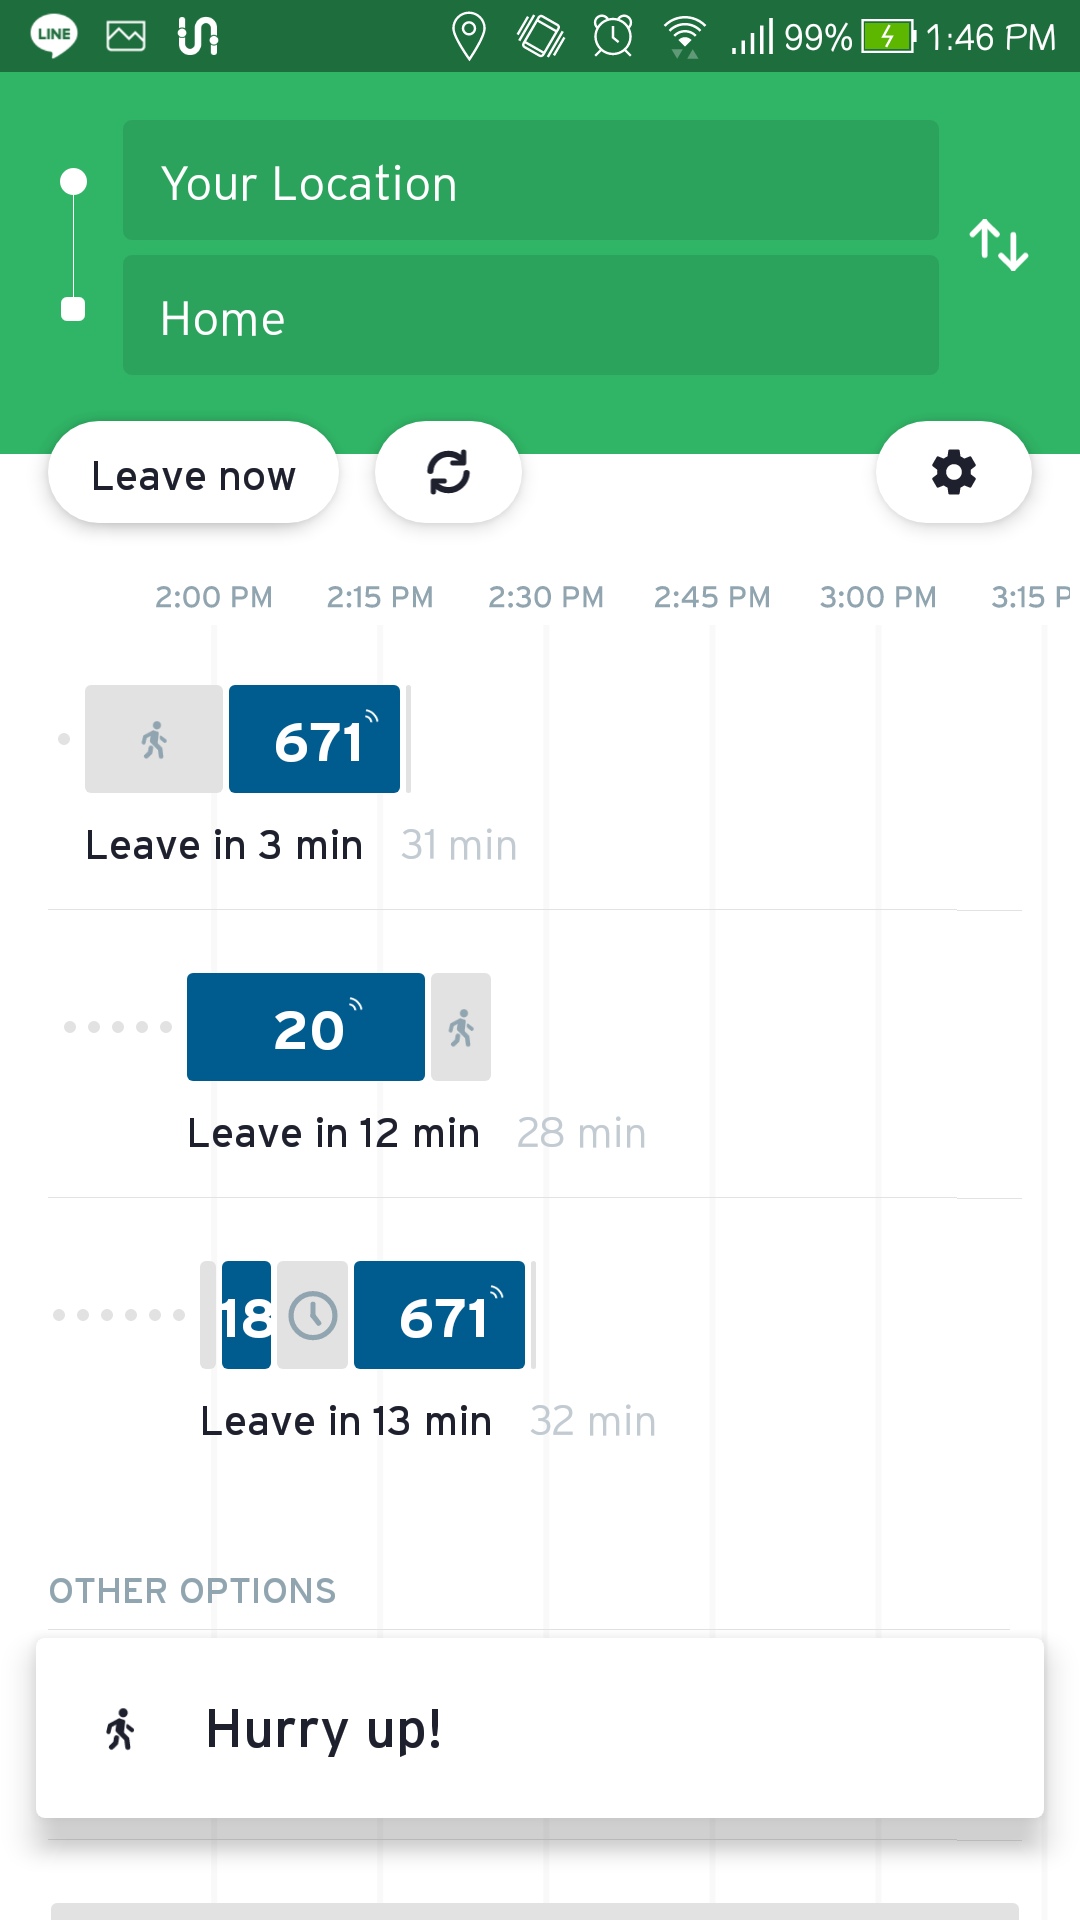 LINE 99% 1:46 PM
Your Location
Home
Leave now
2:00 PM 2:15 PM 2:30 PM 2:45 PM 3:00 PM 3:15 P
671
Leave in 3 min 31 min
20
Leave in 12 min 28 min
18 671
Leave in 13 min 32 min
OTHER OPTIONS
Hurry up!